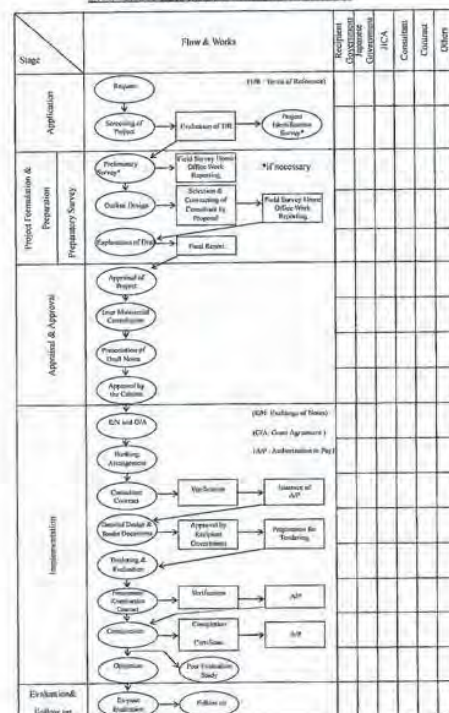 Stage
Flow & Works
Recipient
Government
Japanese
Government
JICA
Consultant
Contract
Others
Application
Request
(T/R : Terms of Reference)
Screening of
Project
Evaluation of T/R
Project
Identification
Survey*
Project Formulation &
Preparation
Preparatory Survey
Preliminary
Survey*
Field Survey Home
Office Work
Reporting
*if necessary
Outline Design
Selection &
Contracting of
Consultant by
Proposal
Field Survey Home
Office Work
Reporting
Explanation of
Final Report
Appraisal & Approval
Appraisal of
Project
Inter Ministerial
Consultation
Presentation of
Draft Notes
Approval by
the Cabinet
Implementation
E/N and G/A
(E/N: Exchange of Notes)
(G/A: Grant Agreement )
(A/P : Authorization to Pay)
Banking
Arrangement
Consultant
Contract
Verification
Issuance of
A/P
Detailed Design &
Tender Documents
Approval by
Recipient
Government
Preparation for
Tendering
Tendering &
Evaluation
Procurement
/Construction
Contract
Verification
A/P
Construction
Completion
Certificate
A/P
Operation
Post Evaluation
Study
Evaluation&
Follow up
Ex-post
Evaluation
Follow up